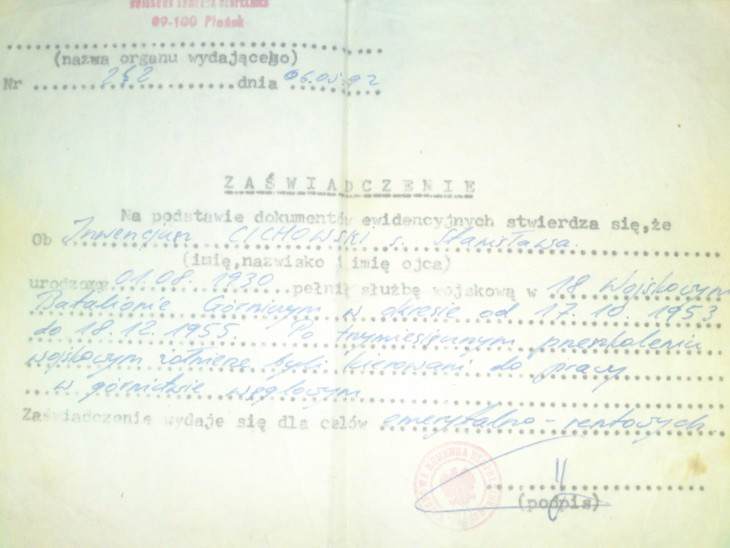 09-100 Płońsk
(nazwa organu wydającego)
Nr 252 dnia 06.05.92
ZAŚWIADCZENIE
Na podstawie dokumentów ewidencyjnych stwierdza się, że
Ob CICHOWSKI s. Stanisława.
(imię, nazwisko i imię ojca)
urodzony 01.08.1930 pełnił służbę wojskową w 18 Wojskowym
Batalionie Górniczym w okresie od 17.10.1953
do 18.12.1955. Po trzymiesięcznym przeszkoleniu
wojskowym żołnierze byli kierowani do pracy
w górnictwie węglowym
Zaświadczenie wydaje się dla celów emerytalno-rentowych
(podpis)